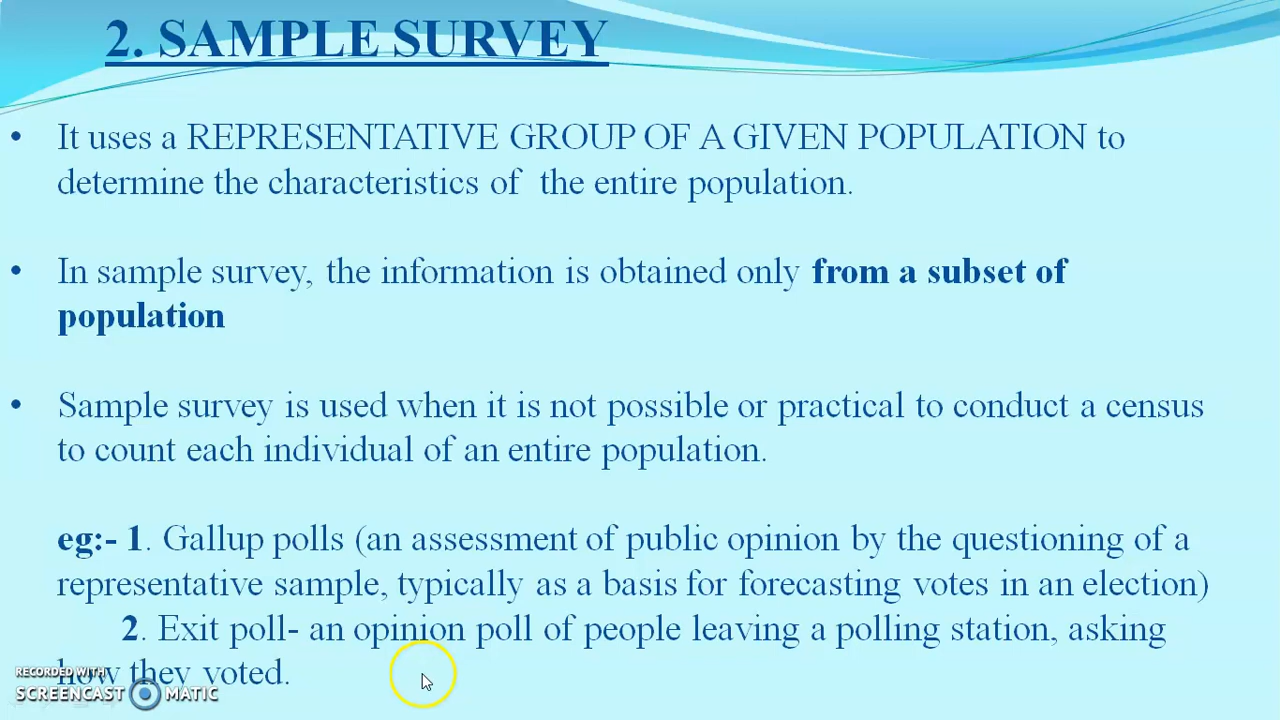 2. SAMPLE SURVEY
• It uses a REPRESENTATIVE GROUP OF A GIVEN POPULATION to
determine the characteristics of the entire population.
• In sample survey, the information is obtained only from a subset of
population
• Sample survey is used when it is not possible or practical to conduct a census
to count each individual of an entire population.
eg:- 1. Gallup polls (an assessment of public opinion by the questioning of a
representative sample, typically as a basis for forecasting votes in an election)
2. Exit poll- an opinion poll of people leaving a polling station, asking
how they voted.
RECORDED WITH
SCREENCAST MATIC